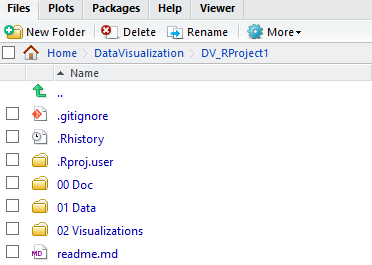 Files Plots Packages Help Viewer
New Folder Delete Rename More
Home DataVisualization DV_RProject1
Name
..
.gitignore
.Rhistory
.Rproj.user
00 Doc
01 Data
02 Visualizations
MD readme.md